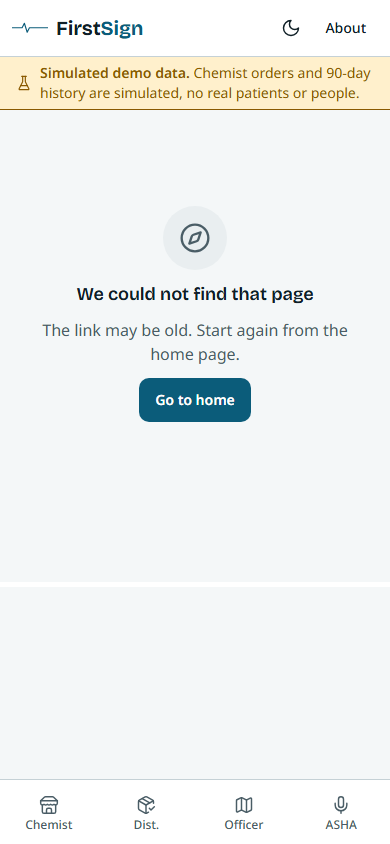 FirstSign
About
Simulated demo data. Chemist orders and 90-day
history are simulated, no real patients or people.
We could not find that page
The link may be old. Start again from the
home page.
Go to home
Chemist
Dist.
Officer
ASHA